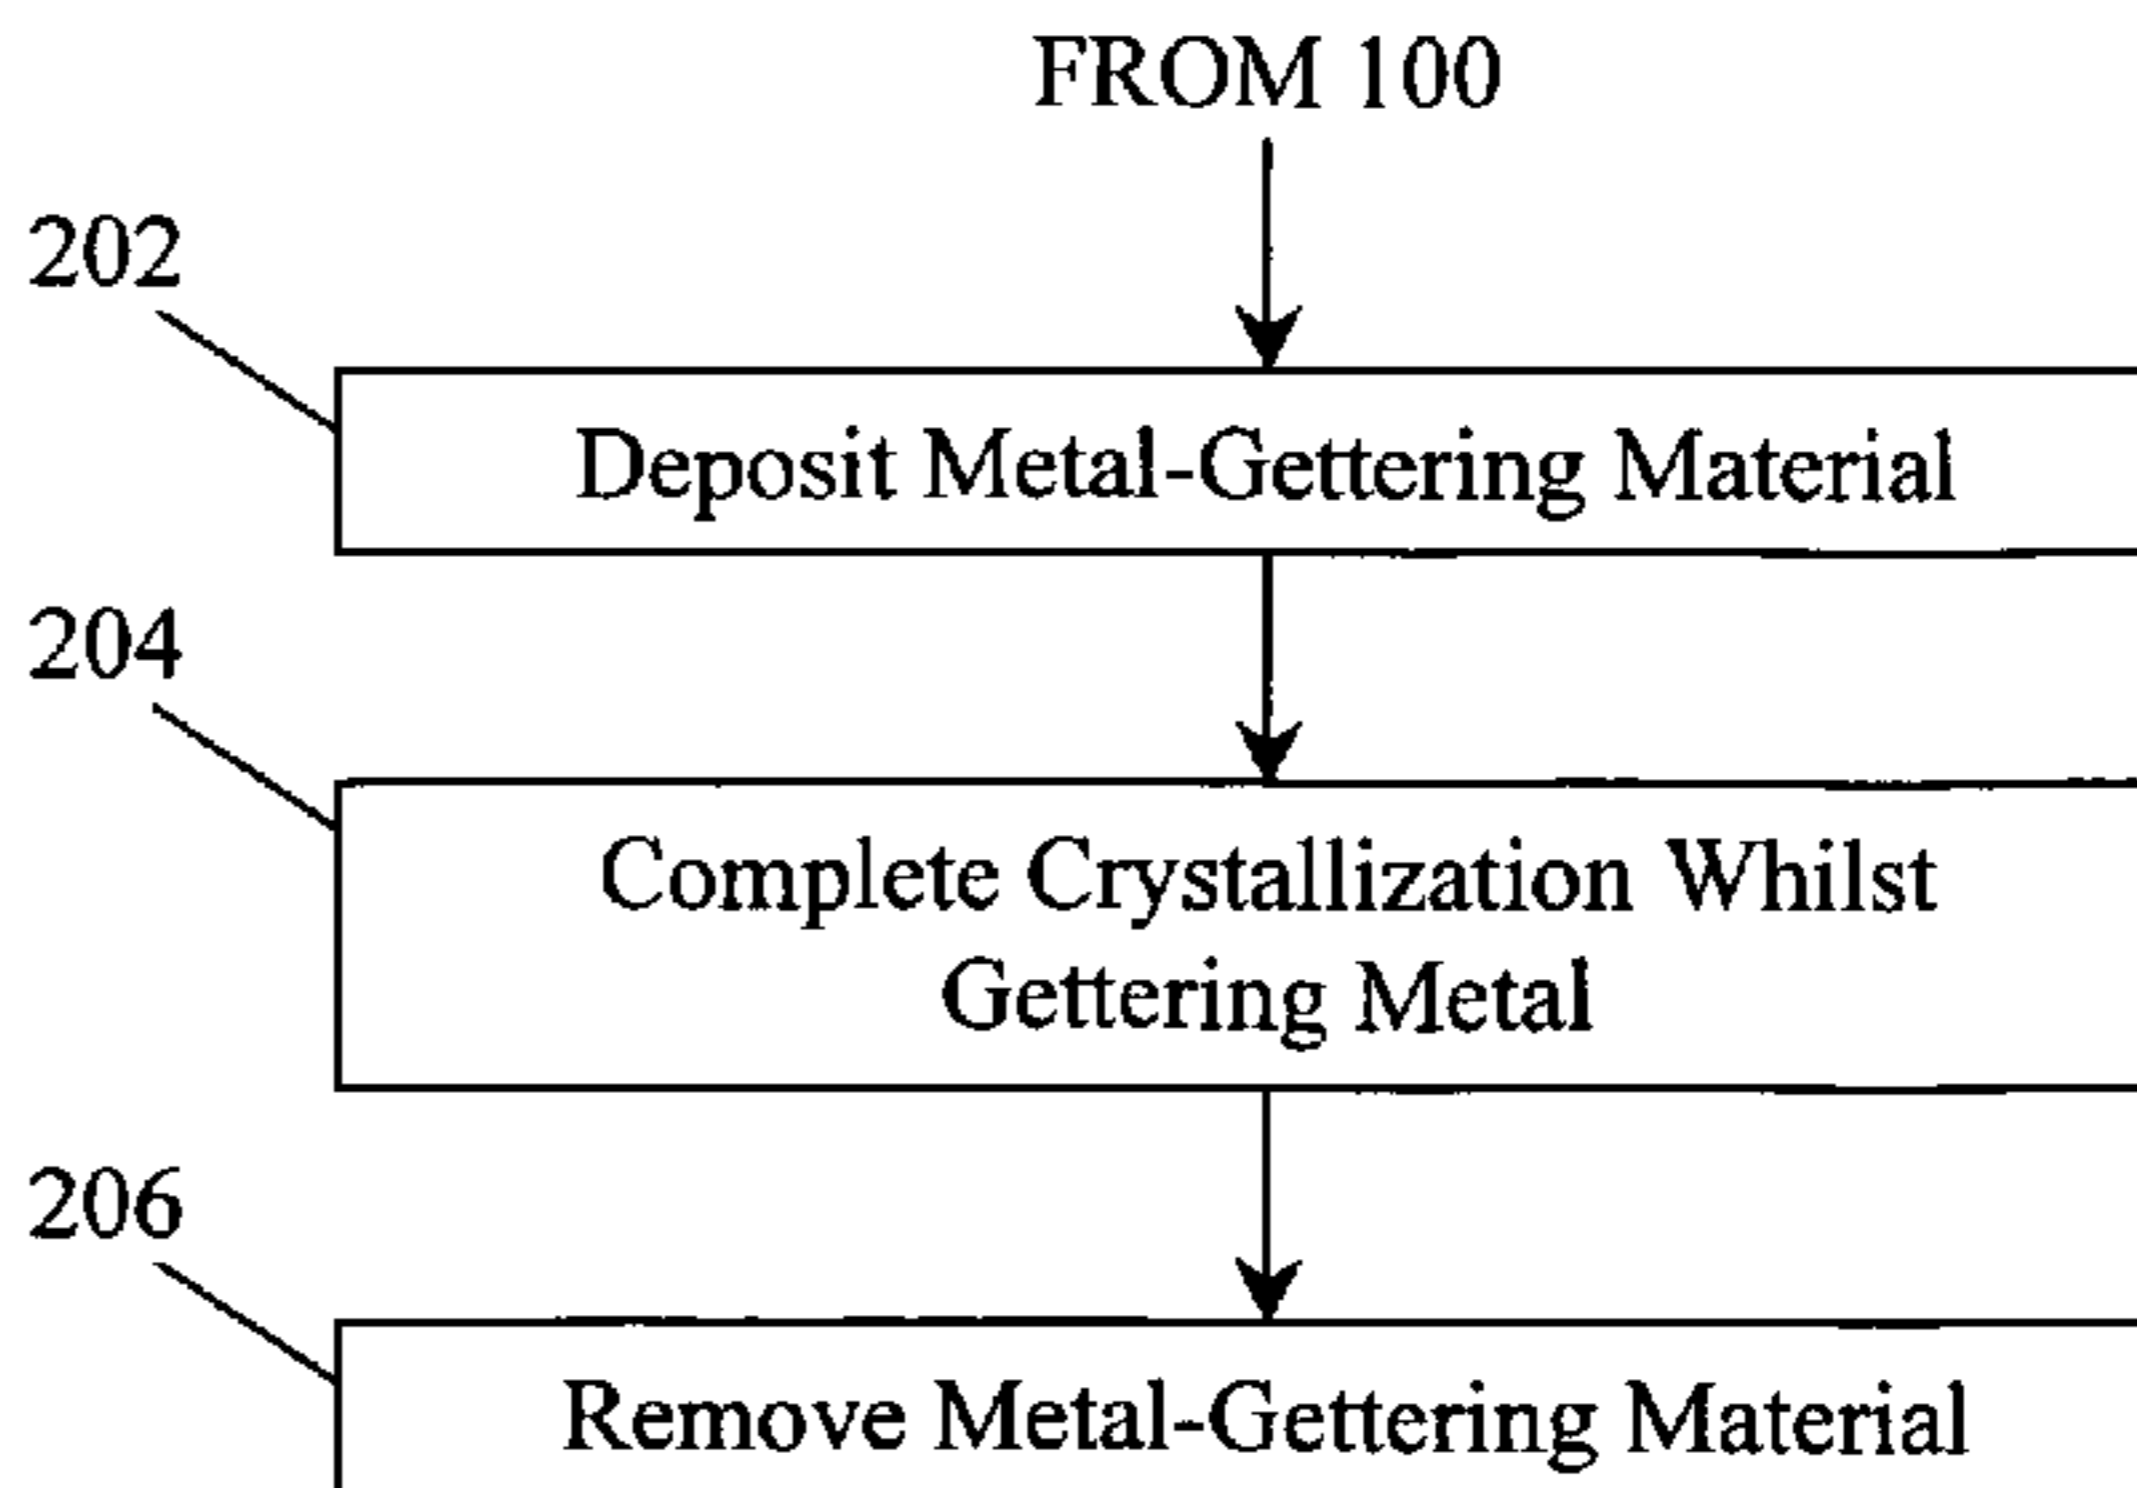 FROM 100
202
Deposit Metal-Gettering Material
204
Complete Crystallization Whilst
Gettering Metal
206
Remove Metal-Gettering Material